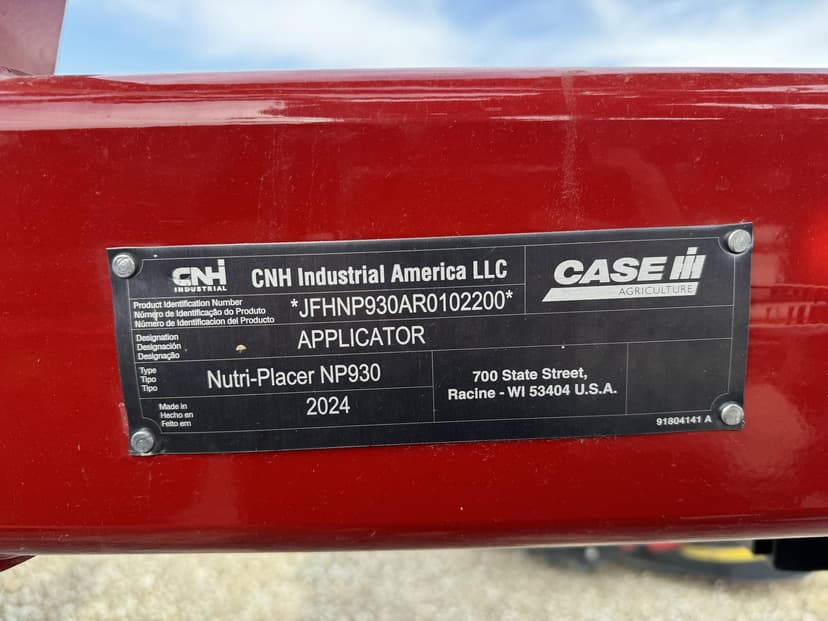 CNH
INDUSTRIAL
CNH Industrial America LLC
CASE IH
AGRICULTURE
Product Identification Number
Número de Identificação do Produto
Número de Identificacion del Producto
*JFHNP930AR0102200*
Designation
Designación
Designação
APPLICATOR
Type
Tipo
Tipo
Nutri-Placer NP930
700 State Street,
Racine - WI 53404 U.S.A.
Made in
Hecho en
Feito em
2024
91804141 A